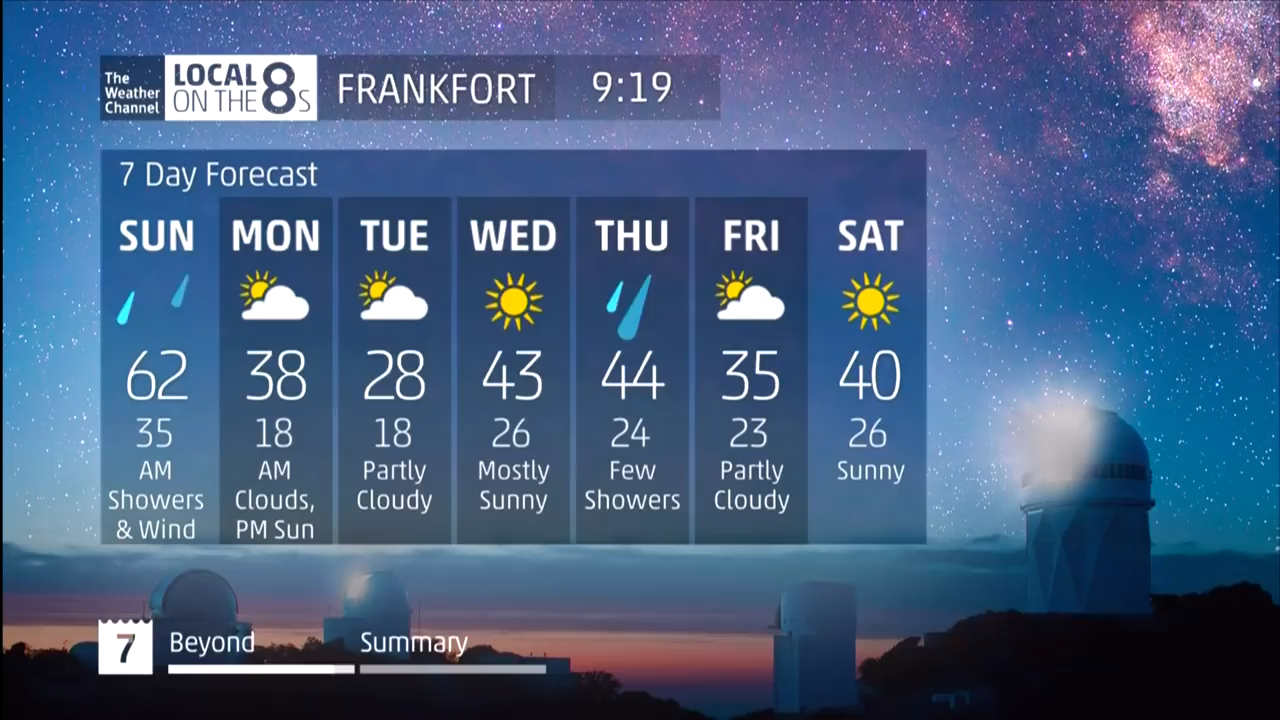 The Weather Channel
LOCAL ON THE 8s
FRANKFORT
9:19
7 Day Forecast
SUN MON TUE WED THU FRI SAT
62 38 28 43 44 35 40
35 18 18 26 24 23 26
AM Showers & Wind
AM Clouds, PM Sun
Partly Cloudy
Mostly Sunny
Few Showers
Partly Cloudy
Sunny
7 Beyond Summary